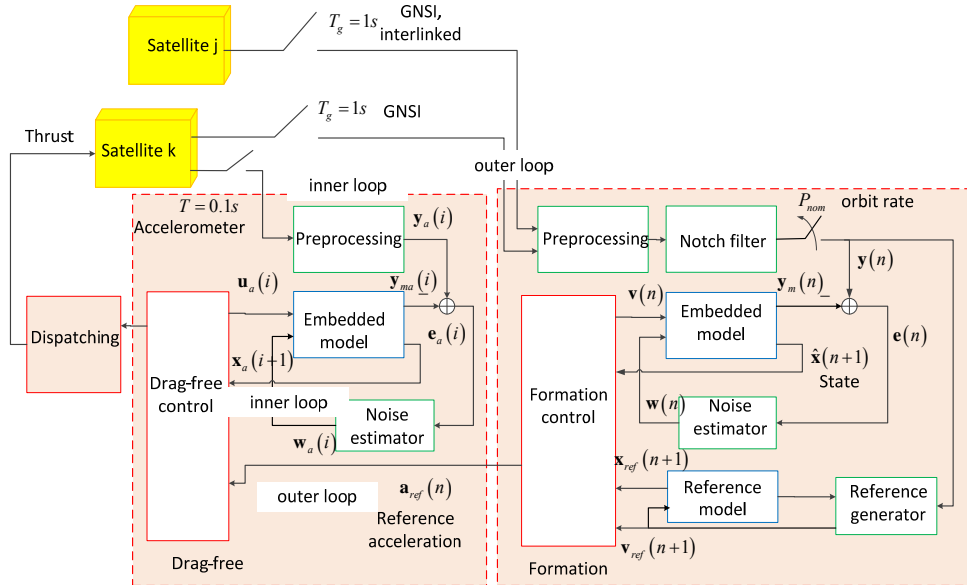 Satellite j
T_g = 1s
GNSI,
interlinked
Satellite k
T_g = 1s
GNSI
Thrust
outer loop
inner loop
T = 0.1s
Accelerometer
Preprocessing
y_a(i)
u_a(i)
y_ma(i)
−
Embedded
model
e_a(i)
x_a(i+1)
Dispatching
Drag-free
control
inner loop
Noise
estimator
w_a(i)
outer loop
a_ref(n)
Reference
acceleration
Drag-free
Preprocessing
Notch filter
P_nom
orbit rate
y(n)
v(n)
y_m(n)
−
Embedded
model
e(n)
x̂(n+1)
State
Formation
control
w(n)
Noise
estimator
x_ref(n+1)
Reference
model
Reference
generator
v_ref(n+1)
Formation